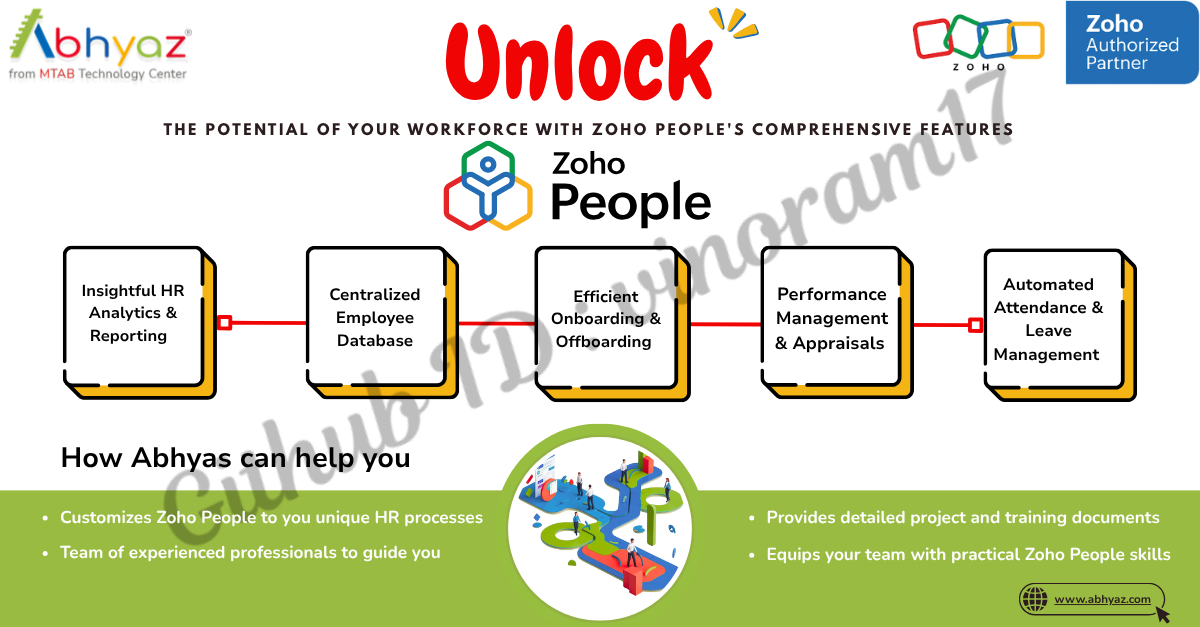 Abhyaz®
from MTAB Technology Center
Unlock
ZOHO
Zoho
Authorized
Partner
THE POTENTIAL OF YOUR WORKFORCE WITH ZOHO PEOPLE'S COMPREHENSIVE FEATURES
Zoho
People
Insightful HR
Analytics &
Reporting
Centralized
Employee
Database
Efficient
Onboarding &
Offboarding
Performance
Management
& Appraisals
Automated
Attendance &
Leave
Management
Github ID : vinoram17
How Abhyas can help you
• Customizes Zoho People to you unique HR processes
• Team of experienced professionals to guide you
• Provides detailed project and training documents
• Equips your team with practical Zoho People skills
www.abhyaz.com